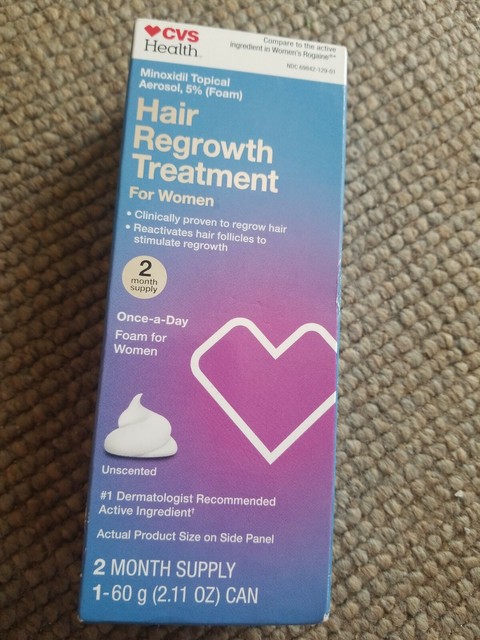 CVS
Health
Compare to the active
ingredient in Women's Rogaine®*
Minoxidil Topical
Aerosol, 5% (Foam)
Hair
Regrowth
Treatment
For Women
• Clinically proven to regrow hair
• Reactivates hair follicles to
stimulate regrowth
2
month
supply
Once-a-Day
Foam for
Women
Unscented
#1 Dermatologist Recommended
Active Ingredient†
Actual Product Size on Side Panel
2 MONTH SUPPLY
1-60 g (2.11 OZ) CAN